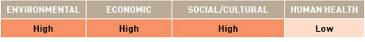 ENVIRONMENTAL ECONOMIC SOCIAL/CULTURAL HUMAN HEALTH
High High High Low